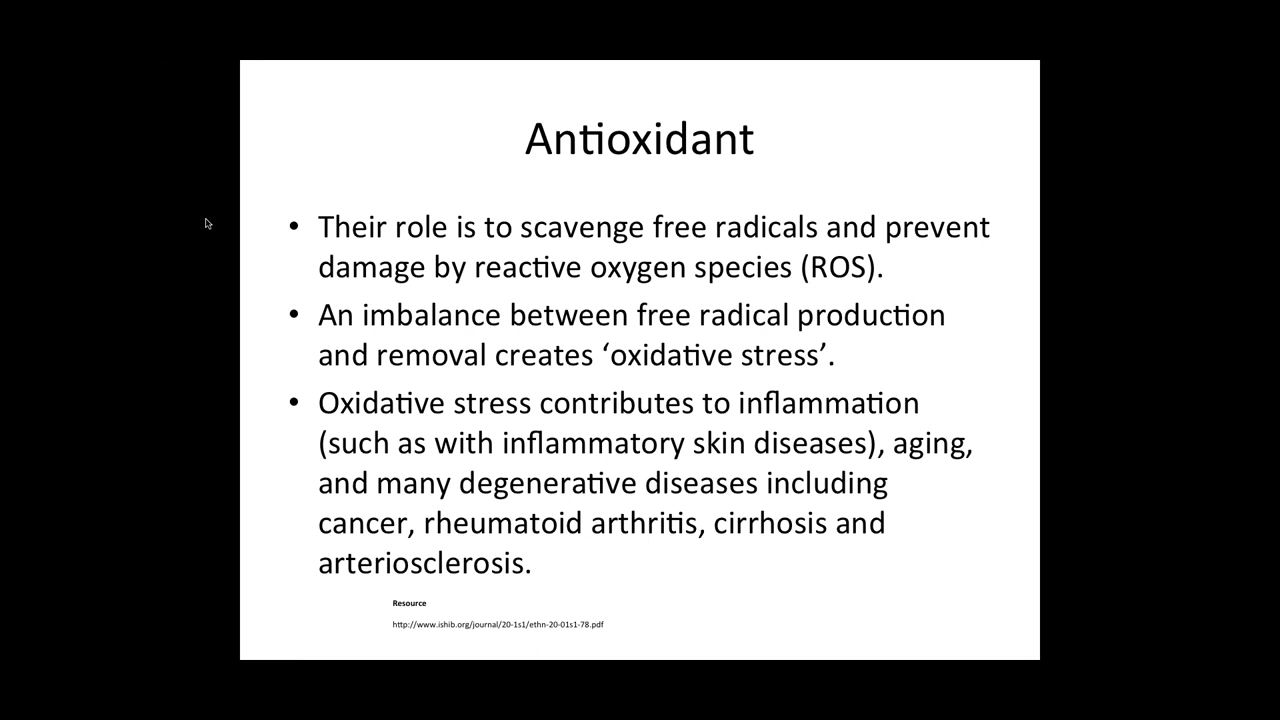 Antioxidant
• Their role is to scavenge free radicals and prevent
damage by reactive oxygen species (ROS).
• An imbalance between free radical production
and removal creates ‘oxidative stress’.
• Oxidative stress contributes to inflammation
(such as with inflammatory skin diseases), aging,
and many degenerative diseases including
cancer, rheumatoid arthritis, cirrhosis and
arteriosclerosis.
Resource
http://www.ishib.org/journal/20-1s1/ethn-20-01s1-78.pdf